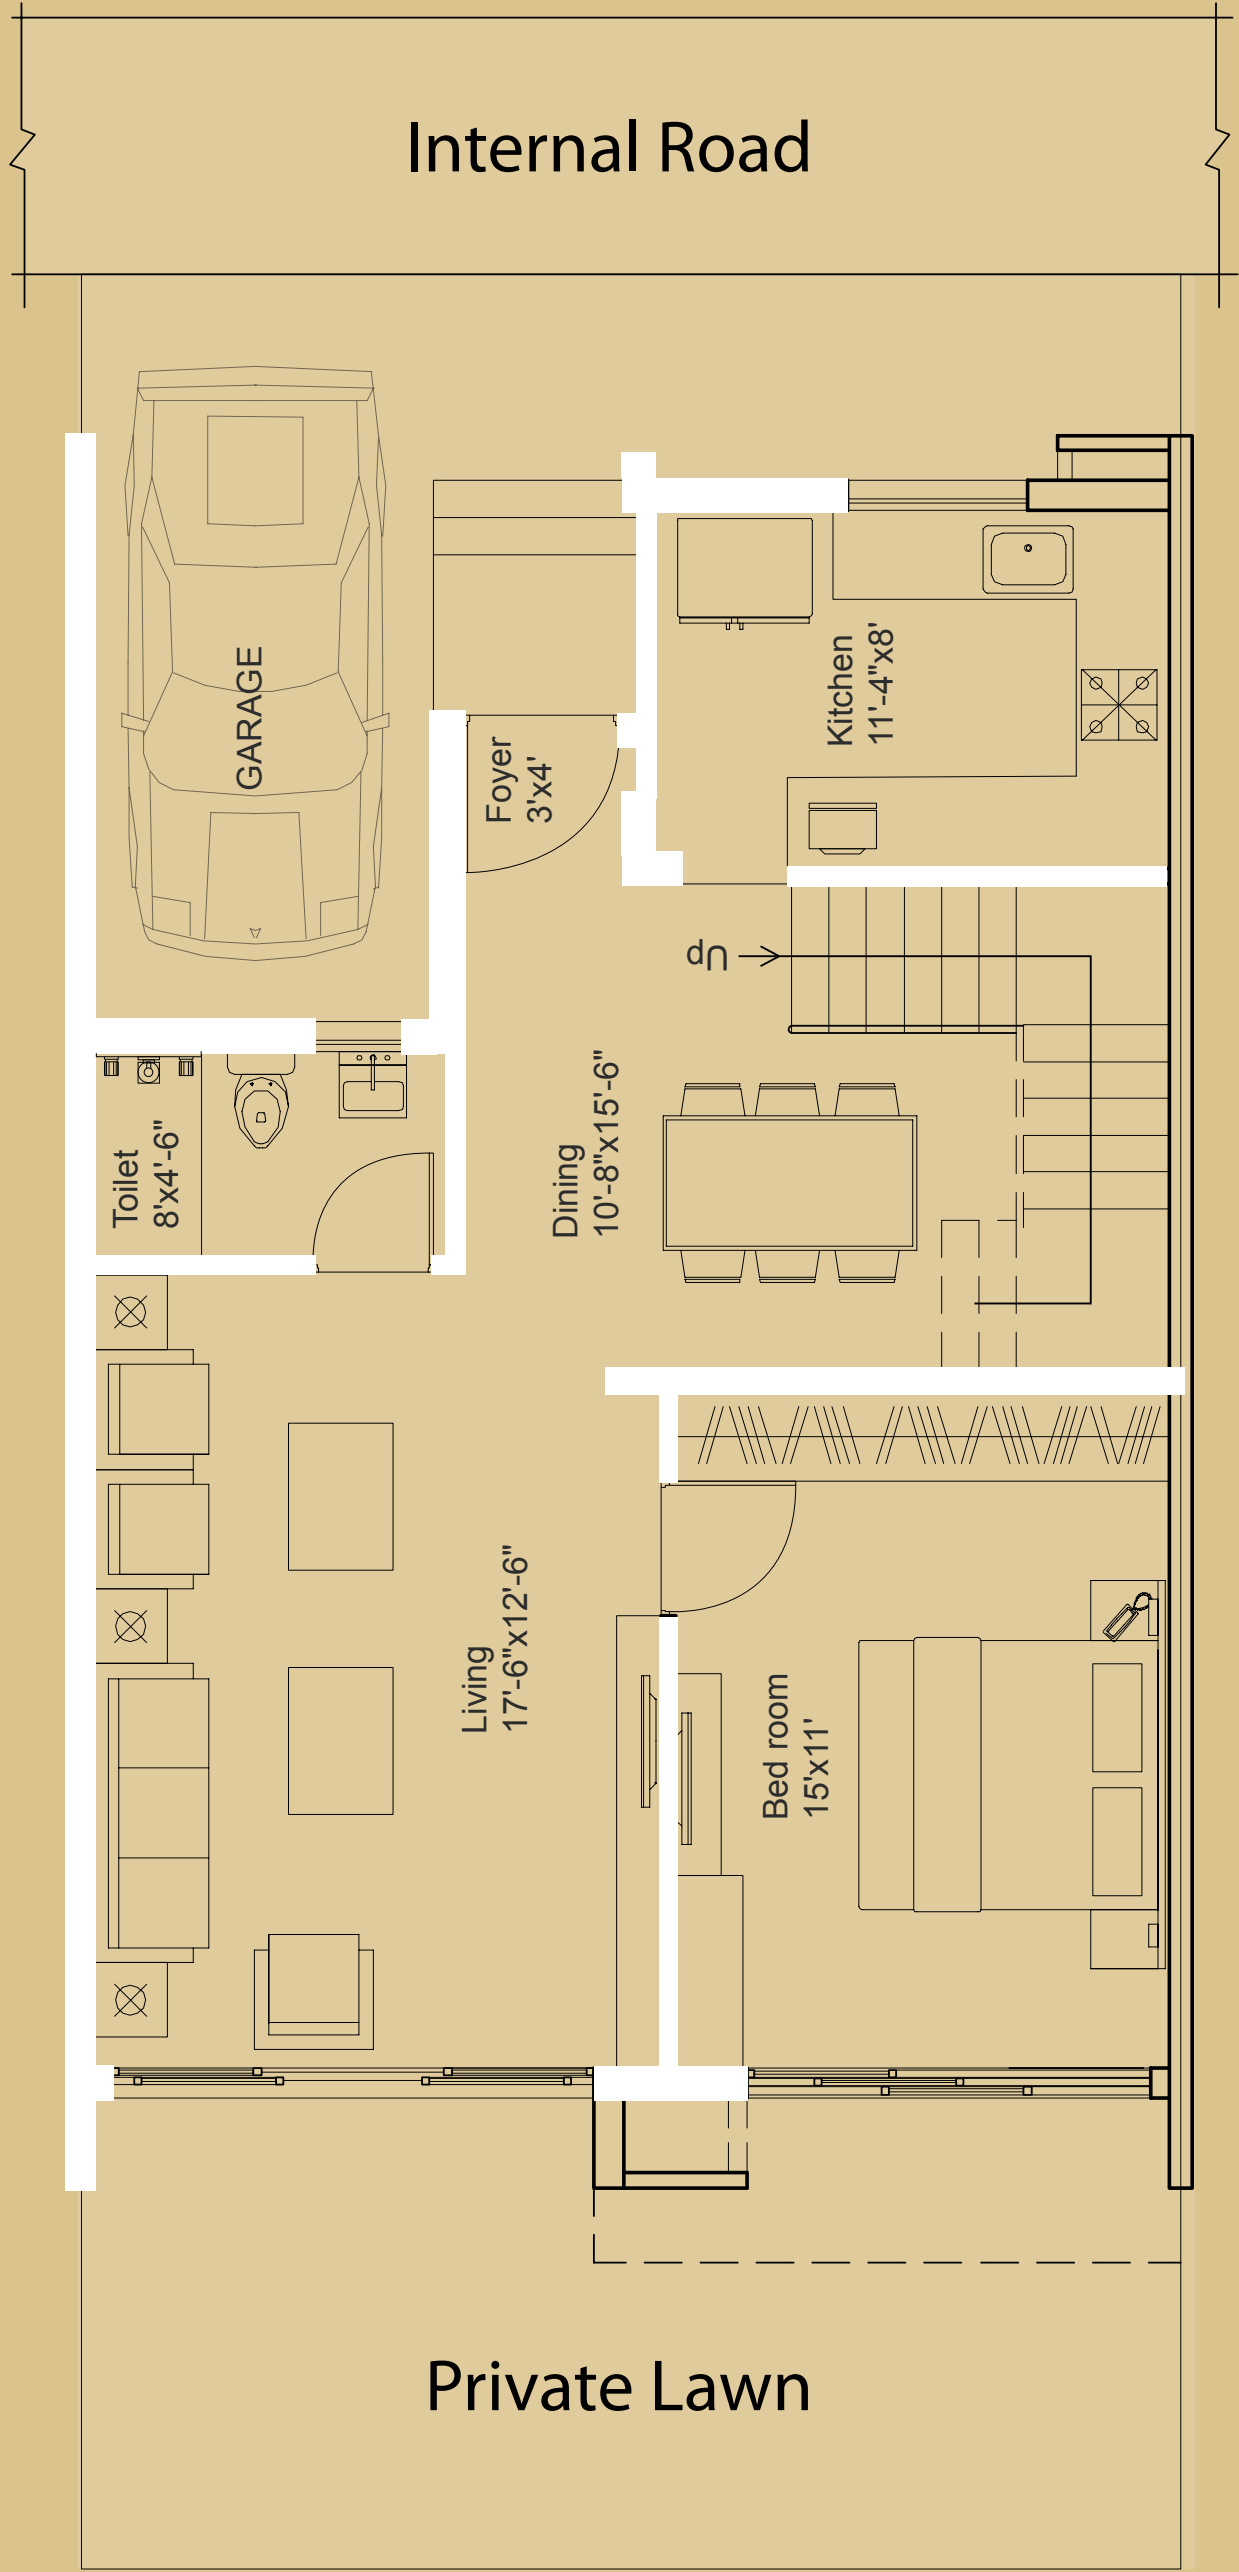 Internal Road
GARAGE
Foyer
3'x4'
Kitchen
11'-4"x8'
Up
Toilet
8'x4'-6"
Dining
10'-8"x15'-6"
Living
17'-6"x12'-6"
Bed room
15'x11'
Private Lawn